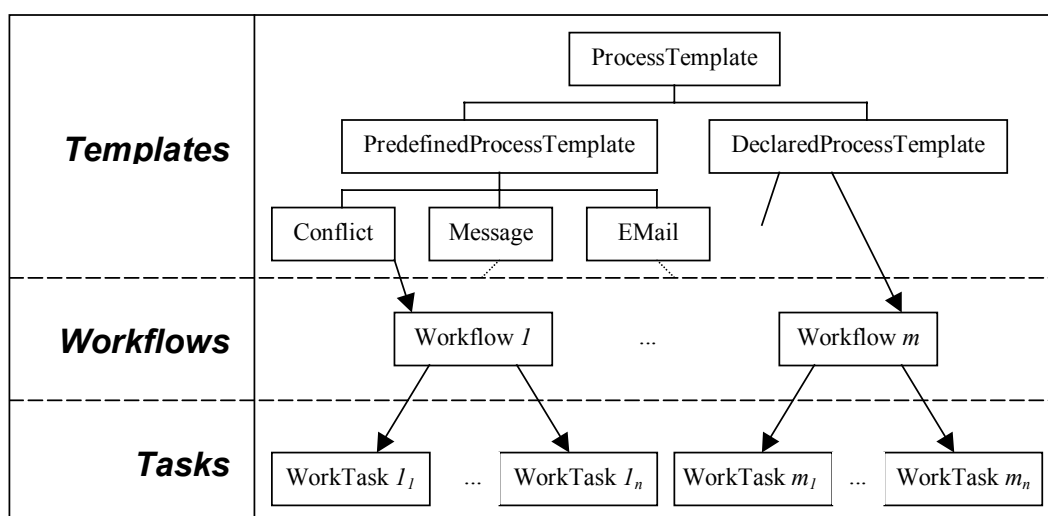 ProcessTemplate
Templates
PredefinedProcessTemplate
DeclaredProcessTemplate
Conflict
Message
EMail
Workflows
Workflow 1
...
Workflow m
Tasks
WorkTask 1₁
...
WorkTask 1ₙ
WorkTask m₁
...
WorkTask mₙ